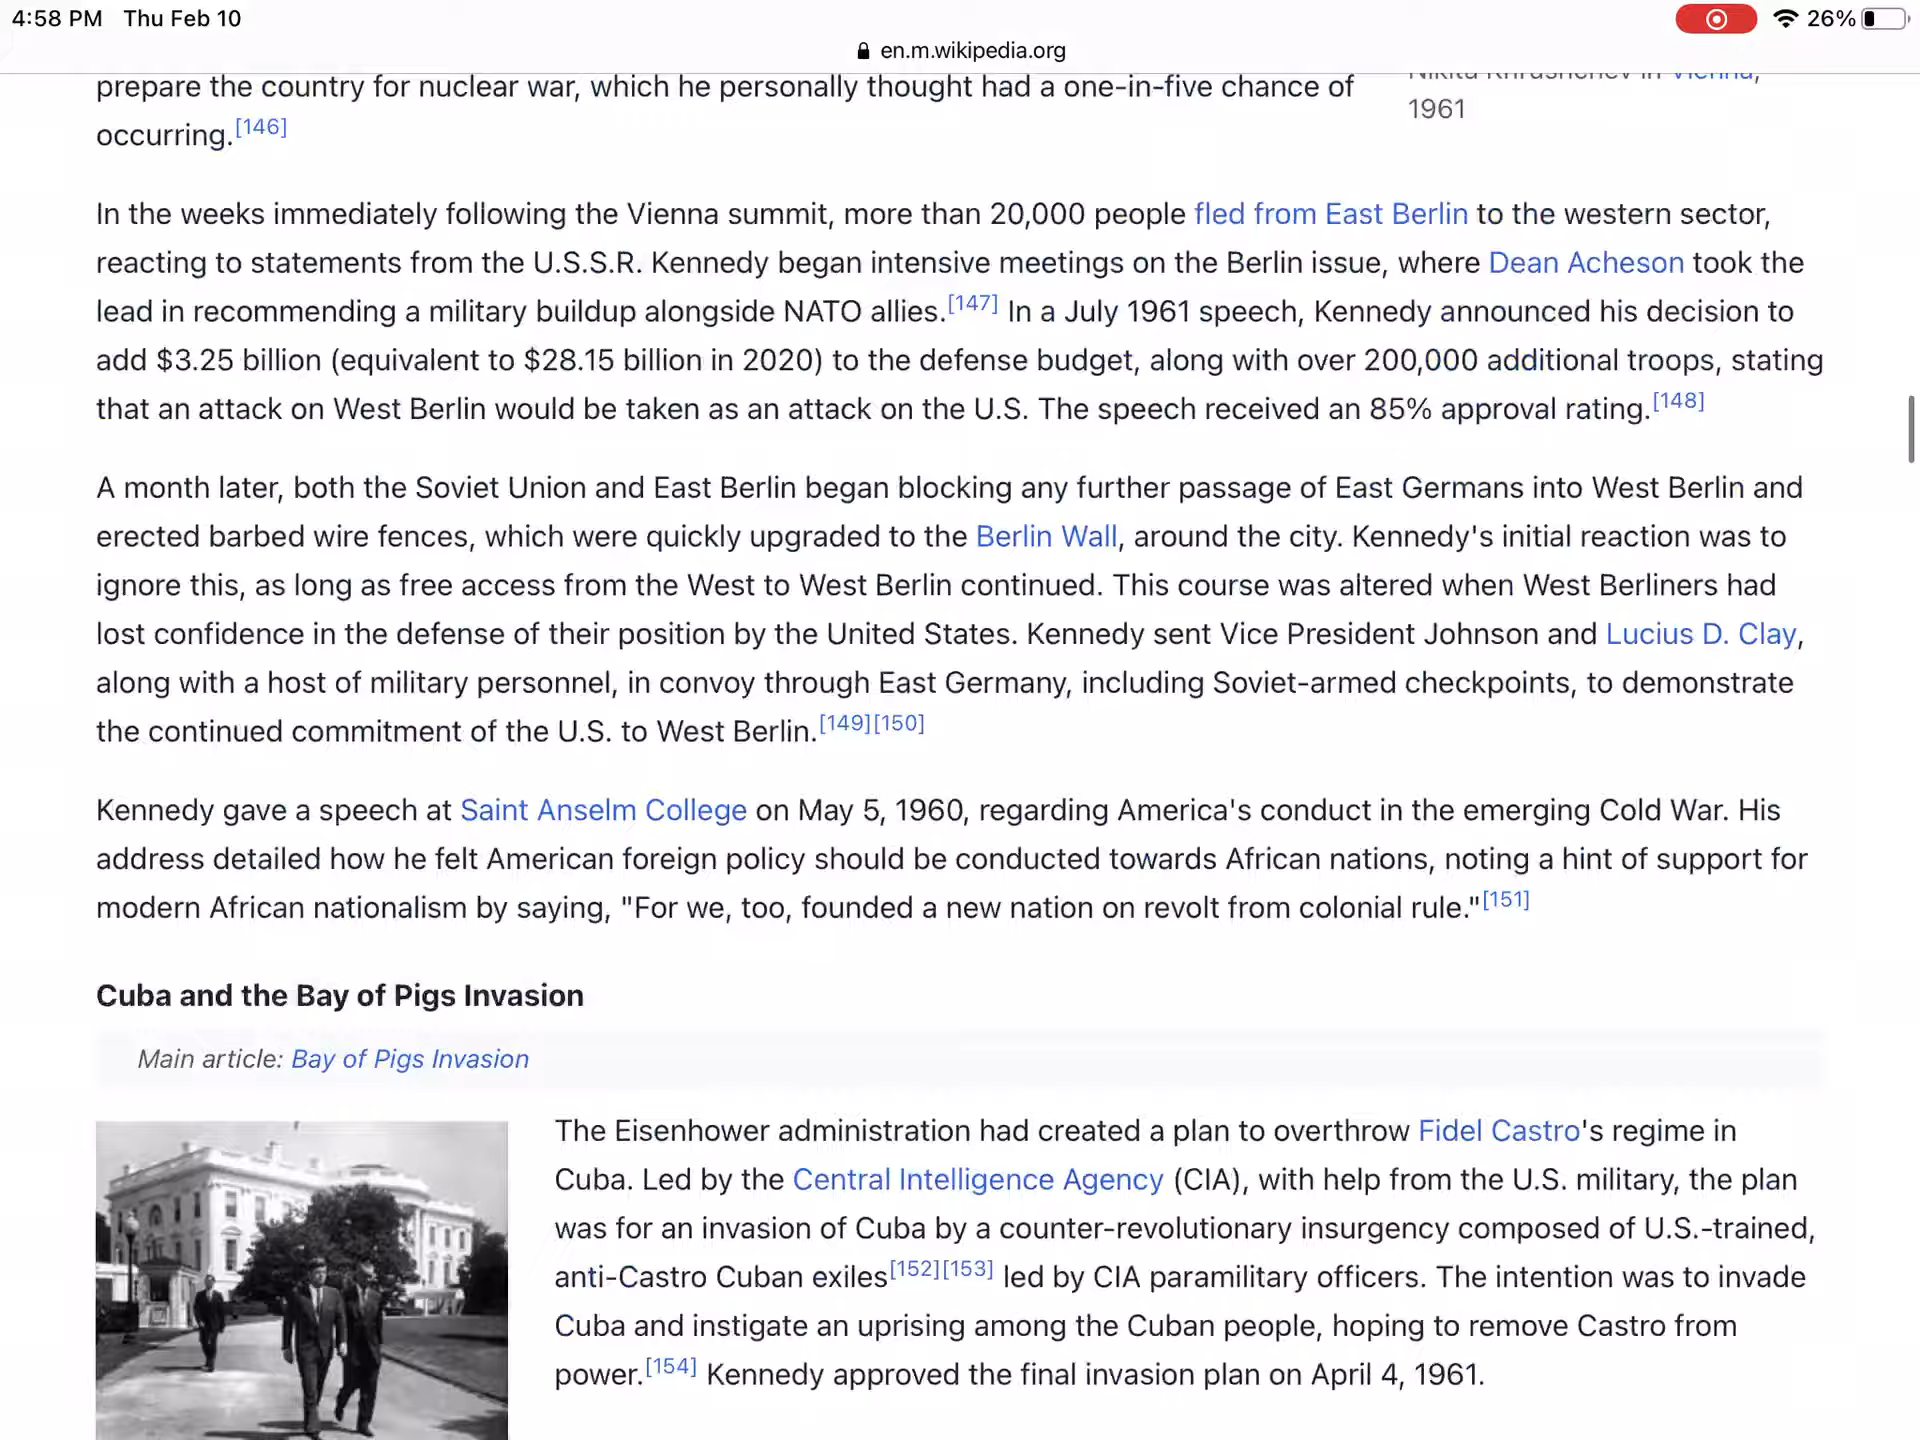 4:58 PM Thu Feb 10
26%
en.m.wikipedia.org
prepare the country for nuclear war, which he personally thought had a one-in-five chance of
occurring.[146]
Nikita Khrushchev in Vienna,
1961
In the weeks immediately following the Vienna summit, more than 20,000 people fled from East Berlin to the western sector,
reacting to statements from the U.S.S.R. Kennedy began intensive meetings on the Berlin issue, where Dean Acheson took the
lead in recommending a military buildup alongside NATO allies.[147] In a July 1961 speech, Kennedy announced his decision to
add $3.25 billion (equivalent to $28.15 billion in 2020) to the defense budget, along with over 200,000 additional troops, stating
that an attack on West Berlin would be taken as an attack on the U.S. The speech received an 85% approval rating.[148]
A month later, both the Soviet Union and East Berlin began blocking any further passage of East Germans into West Berlin and
erected barbed wire fences, which were quickly upgraded to the Berlin Wall, around the city. Kennedy's initial reaction was to
ignore this, as long as free access from the West to West Berlin continued. This course was altered when West Berliners had
lost confidence in the defense of their position by the United States. Kennedy sent Vice President Johnson and Lucius D. Clay,
along with a host of military personnel, in convoy through East Germany, including Soviet-armed checkpoints, to demonstrate
the continued commitment of the U.S. to West Berlin.[149][150]
Kennedy gave a speech at Saint Anselm College on May 5, 1960, regarding America's conduct in the emerging Cold War. His
address detailed how he felt American foreign policy should be conducted towards African nations, noting a hint of support for
modern African nationalism by saying, "For we, too, founded a new nation on revolt from colonial rule."[151]
Cuba and the Bay of Pigs Invasion
Main article: Bay of Pigs Invasion
The Eisenhower administration had created a plan to overthrow Fidel Castro's regime in
Cuba. Led by the Central Intelligence Agency (CIA), with help from the U.S. military, the plan
was for an invasion of Cuba by a counter-revolutionary insurgency composed of U.S.-trained,
anti-Castro Cuban exiles[152][153] led by CIA paramilitary officers. The intention was to invade
Cuba and instigate an uprising among the Cuban people, hoping to remove Castro from
power.[154] Kennedy approved the final invasion plan on April 4, 1961.